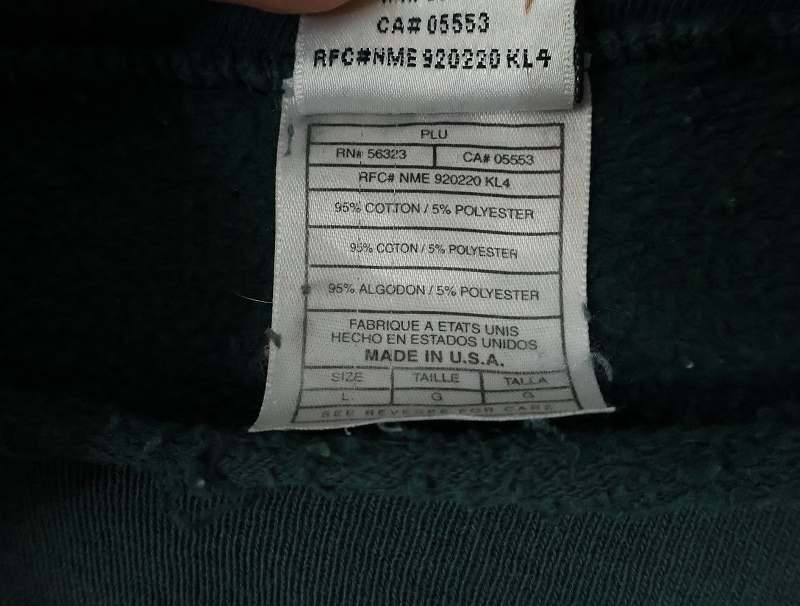 CA# 05553
RFC#NME 920220 KL4
PLU
RN# 56323 CA# 05553
RFC# NME 920220 KL4
95% COTTON / 5% POLYESTER
95% COTON / 5% POLYESTER
95% ALGODON / 5% POLYESTER
FABRIQUE A ETATS UNIS
HECHO EN ESTADOS UNIDOS
MADE IN U.S.A.
SIZE TAILLE TALLA
L G G
SEE REVERSE FOR CARE